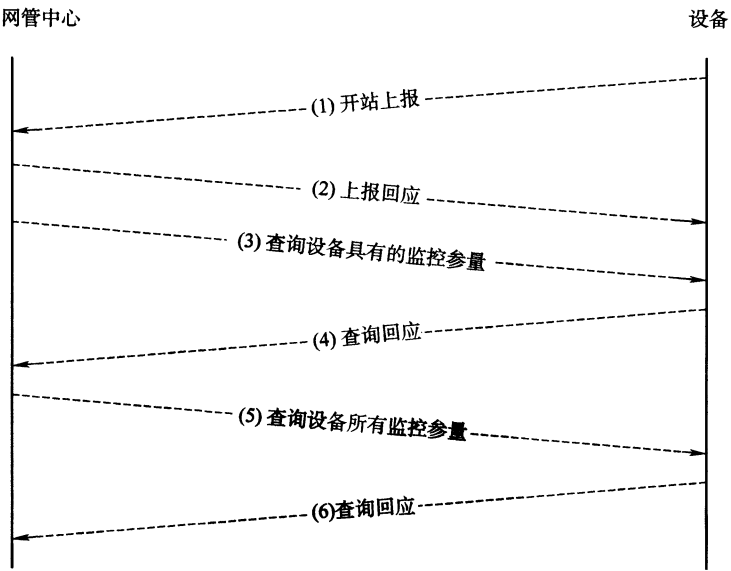 网管中心
设备
(1) 开站上报
(2) 上报回应
(3) 查询设备具有的监控参量
(4) 查询回应
(5) 查询设备所有监控参量
(6)查询回应